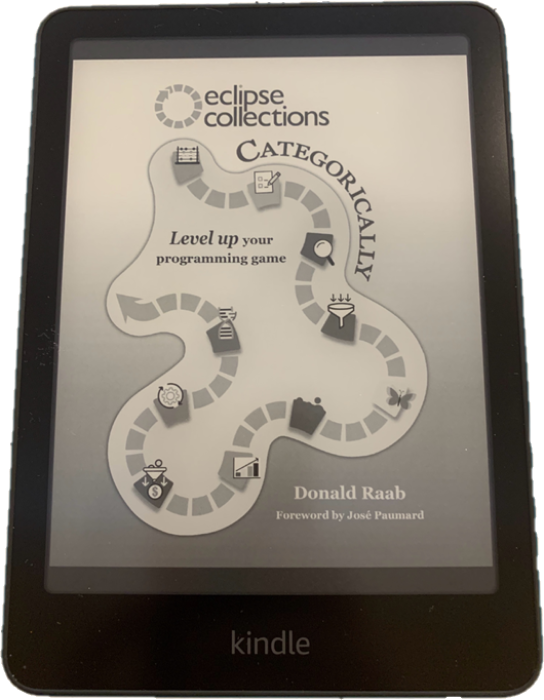 eclipse
collections
CATEGORICALLY
Level up your
programming game
$
Donald Raab
Foreword by José Paumard
kindle